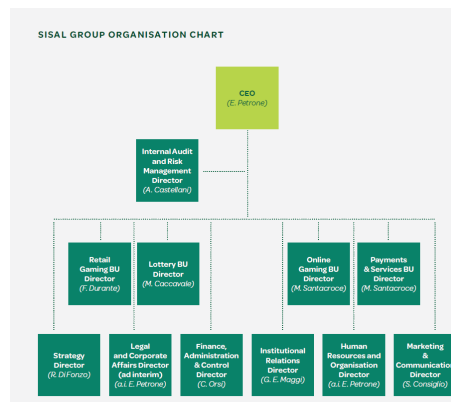 SISAL GROUP ORGANISATION CHART
CEO
(E. Petrone)
Internal Audit
and Risk
Management
Director
(A. Castellani)
Retail
Gaming BU
Director
(F. Durante)
Lottery BU
Director
(M. Caccavale)
Online
Gaming BU
Director
(M. Santacroce)
Payments
& Services BU
Director
(M. Santacroce)
Strategy
Director
(R. Di Fonzo)
Legal
and Corporate
Affairs Director
(ad interim)
(a.i. E. Petrone)
Finance,
Administration
& Control
Director
(C. Orsi)
Institutional
Relations
Director
(G. E. Maggi)
Human
Resources and
Organisation
Director
(a.i. E. Petrone)
Marketing
&
Communication
Director
(S. Consiglio)